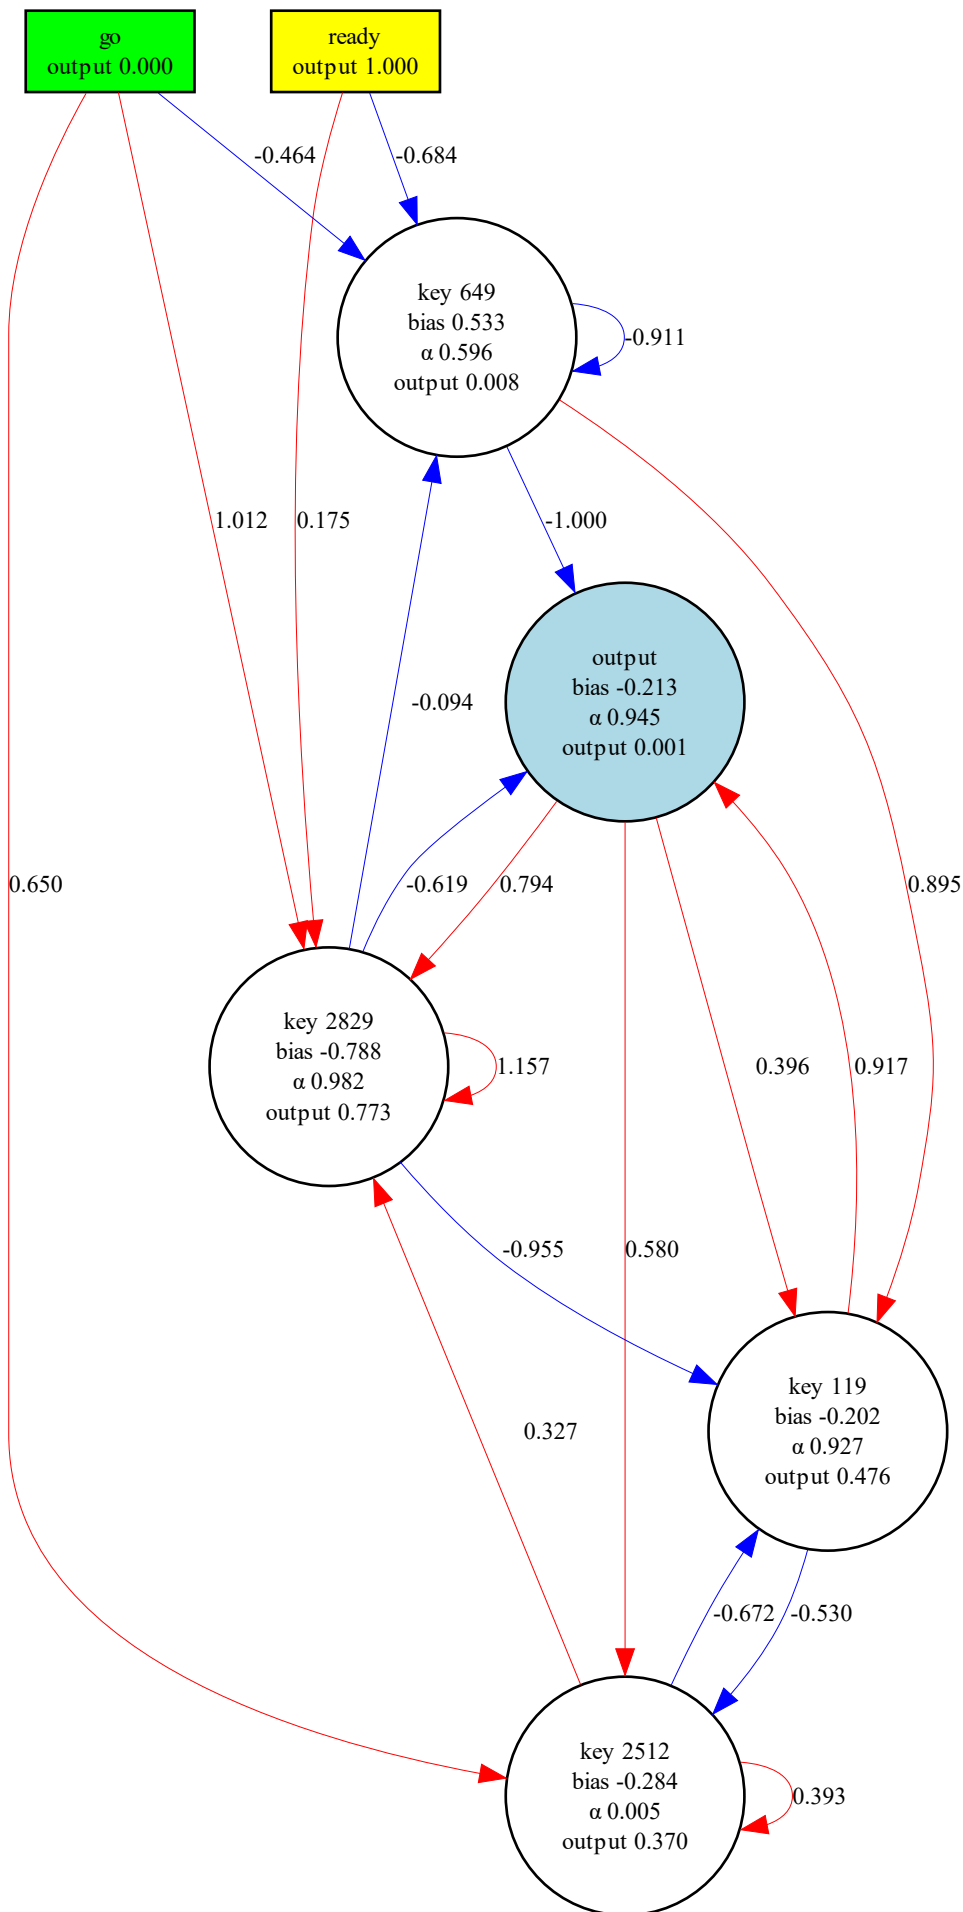 go
output 0.000
ready
output 1.000
-0.464
-0.684
key 649
bias 0.533
α 0.596
output 0.008
-0.911
1.012
0.175
-1.000
output
bias -0.213
α 0.945
output 0.001
-0.094
0.650
-0.619
0.794
0.895
key 2829
bias -0.788
α 0.982
output 0.773
1.157
0.396
0.917
-0.955
0.580
key 119
bias -0.202
α 0.927
output 0.476
0.327
-0.672
-0.530
key 2512
bias -0.284
α 0.005
output 0.370
0.393